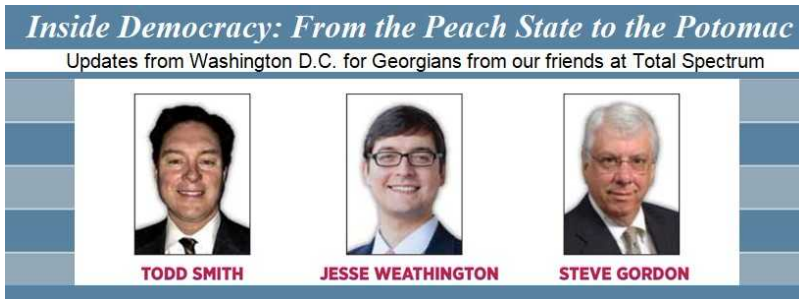 Inside Democracy: From the Peach State to the Potomac
Updates from Washington D.C. for Georgians from our friends at Total Spectrum
TODD SMITH
JESSE WEATHINGTON
STEVE GORDON